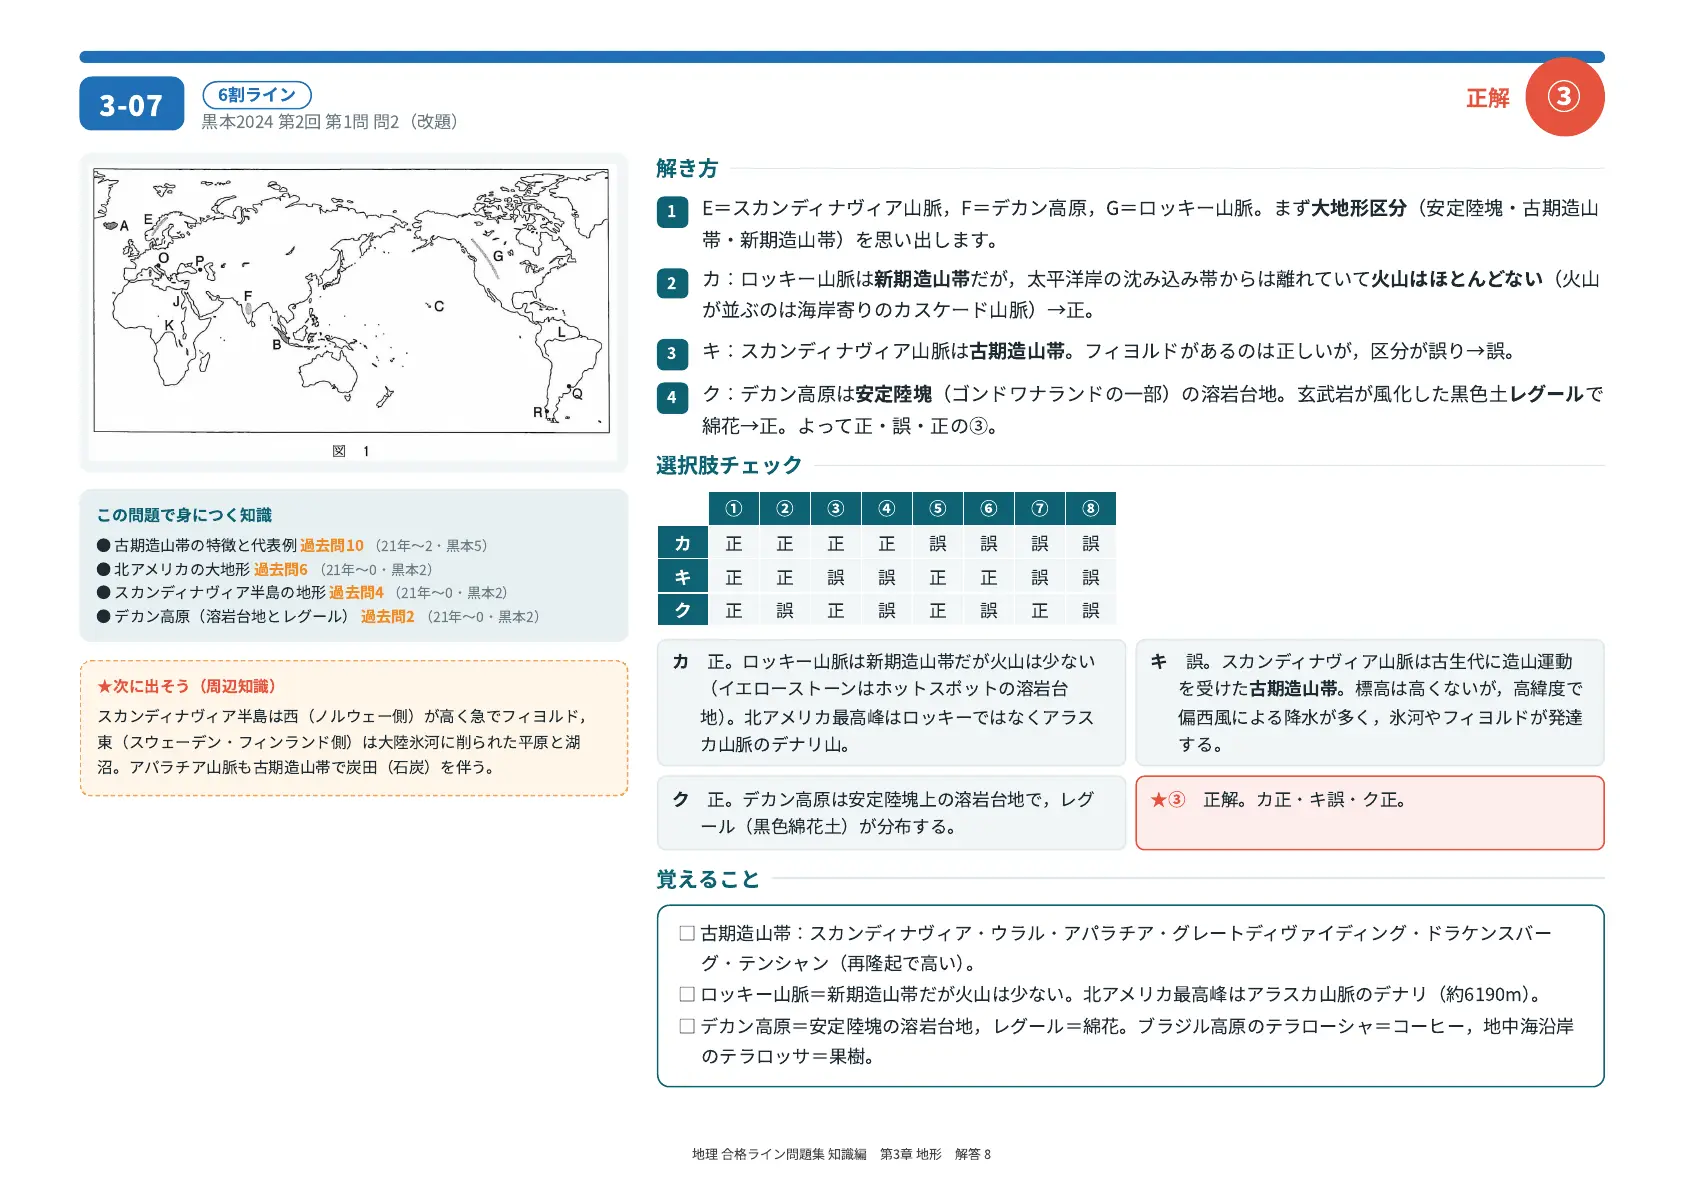 3-07
6割ライン
黒本2024 第2回 第1問 問2（改題）
正解 ③
A
E
O
P
J
F
K
B
G
C
L
Q
R
図 1
この問題で身につく知識
● 古期造山帯の特徴と代表例 過去問10 （21年〜2・黒本5）
● 北アメリカの大地形 過去問6 （21年〜0・黒本2）
● スカンディナヴィア半島の地形 過去問4 （21年〜0・黒本2）
● デカン高原（溶岩台地とレグール） 過去問2 （21年〜0・黒本2）
★次に出そう（周辺知識）
スカンディナヴィア半島は西（ノルウェー側）が高く急でフィヨルド，
東（スウェーデン・フィンランド側）は大陸氷河に削られた平原と湖
沼。アパラチア山脈も古期造山帯で炭田（石炭）を伴う。
解き方
1 E＝スカンディナヴィア山脈，F＝デカン高原，G＝ロッキー山脈。まず大地形区分（安定陸塊・古期造山
帯・新期造山帯）を思い出します。
2 カ：ロッキー山脈は新期造山帯だが，太平洋岸の沈み込み帯からは離れていて火山はほとんどない（火山
が並ぶのは海岸寄りのカスケード山脈）→正。
3 キ：スカンディナヴィア山脈は古期造山帯。フィヨルドがあるのは正しいが，区分が誤り→誤。
4 ク：デカン高原は安定陸塊（ゴンドワナランドの一部）の溶岩台地。玄武岩が風化した黒色土レグールで
綿花→正。よって正・誤・正の③。
選択肢チェック
① ② ③ ④ ⑤ ⑥ ⑦ ⑧
カ 正 正 正 正 誤 誤 誤 誤
キ 正 正 誤 誤 正 正 誤 誤
ク 正 誤 正 誤 正 誤 正 誤
カ 正。ロッキー山脈は新期造山帯だが火山は少ない
（イエローストーンはホットスポットの溶岩台
地）。北アメリカ最高峰はロッキーではなくアラス
カ山脈のデナリ山。
キ 誤。スカンディナヴィア山脈は古生代に造山運動
を受けた古期造山帯。標高は高くないが，高緯度で
偏西風による降水が多く，氷河やフィヨルドが発達
する。
ク 正。デカン高原は安定陸塊上の溶岩台地で，レグ
ール（黒色綿花土）が分布する。
★③ 正解。カ正・キ誤・ク正。
覚えること
□ 古期造山帯：スカンディナヴィア・ウラル・アパラチア・グレートディヴァイディング・ドラケンスバー
グ・テンシャン（再隆起で高い）。
□ ロッキー山脈＝新期造山帯だが火山は少ない。北アメリカ最高峰はアラスカ山脈のデナリ（約6190m）。
□ デカン高原＝安定陸塊の溶岩台地，レグール＝綿花。ブラジル高原のテラローシャ＝コーヒー，地中海沿岸
のテラロッサ＝果樹。
地理 合格ライン問題集 知識編 第3章 地形 解答 8